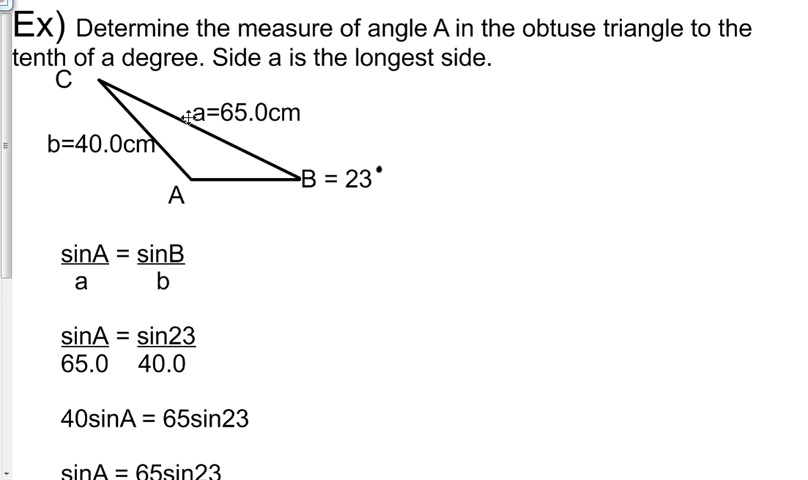 Ex) Determine the measure of angle A in the obtuse triangle to the
tenth of a degree. Side a is the longest side.
C
a=65.0cm
b=40.0cm
B = 23°
A
sinA = sinB
a b
sinA = sin23
65.0 40.0
40sinA = 65sin23
sinA = 65sin23